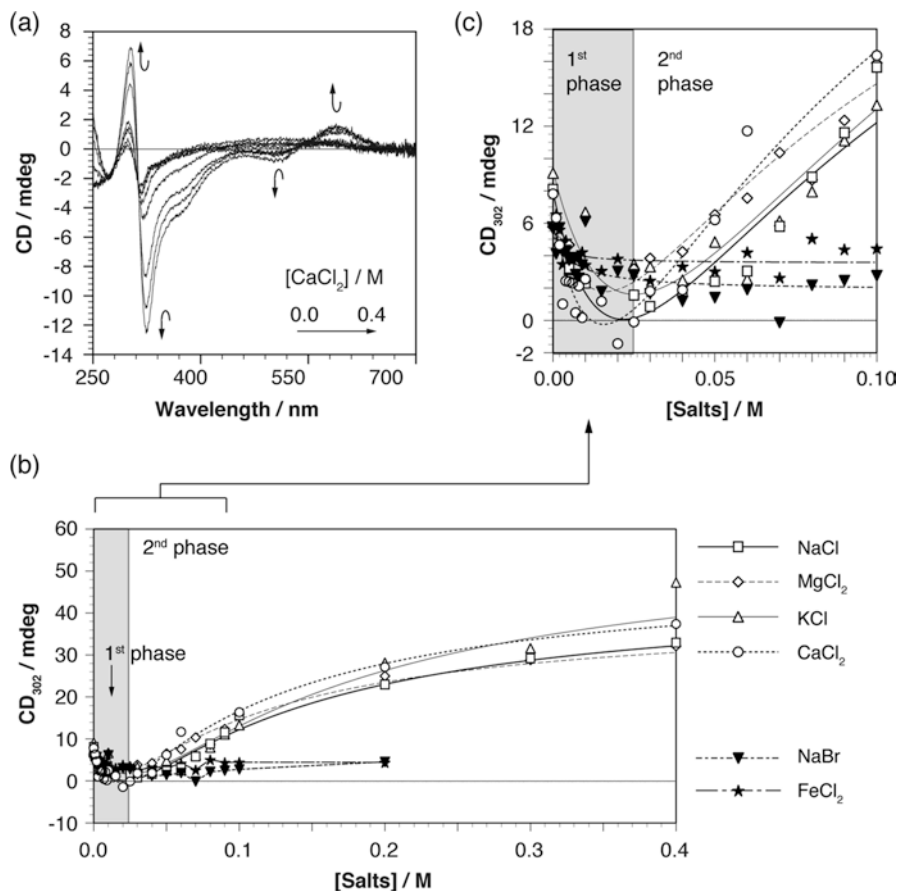 (a)
8
6
4
2
0
-2
-4
-6
-8
-10
-12
-14
CD / mdeg
[CaCl₂] / M
0.0 0.4
250 400 550 700
Wavelength / nm
(c)
1st phase
2nd phase
18
12
6
0
-2
CD₃₀₂ / mdeg
0.00 0.05 0.10
[Salts] / M
(b)
2nd phase
1st phase
60
50
40
30
20
10
0
-10
CD₃₀₂ / mdeg
0.0 0.1 0.2 0.3 0.4
[Salts] / M
NaCl
MgCl₂
KCl
CaCl₂
NaBr
FeCl₂